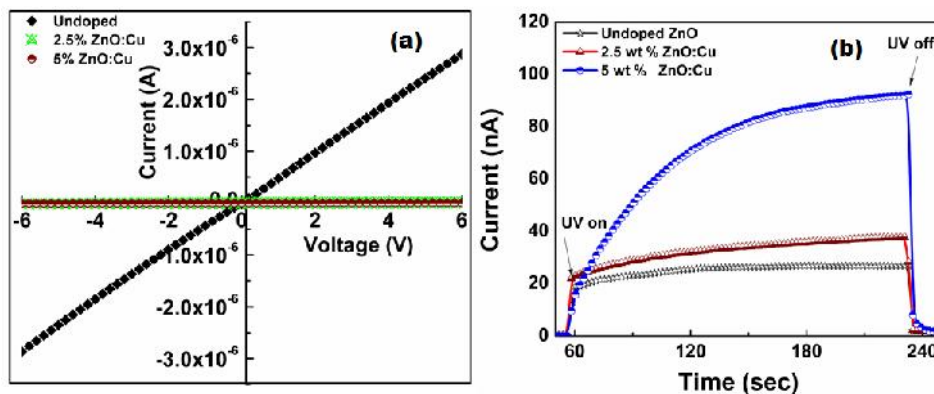 Undoped
2.5% ZnO:Cu
5% ZnO:Cu
(a)
Current (A)
3.0x10⁻⁶
2.0x10⁻⁶
1.0x10⁻⁶
0.0
-1.0x10⁻⁶
-2.0x10⁻⁶
-3.0x10⁻⁶
-6 -4 -2 0 2 4 6
Voltage (V)
Undoped ZnO
2.5 wt % ZnO:Cu
5 wt % ZnO:Cu
(b)
UV off
UV on
Current (nA)
120
100
80
60
40
20
0
60 120 180 240
Time (sec)